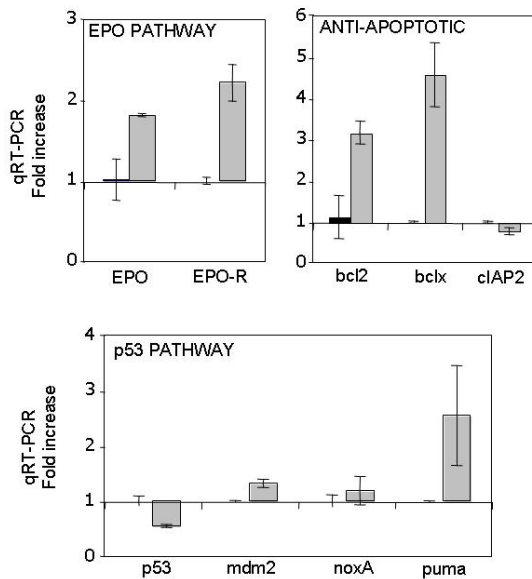 EPO PATHWAY
qRT-PCR
Fold increase
3
2
1
0
EPO EPO-R
ANTI-APOPTOTIC
6
5
4
3
2
1
0
bcl2 bclx cIAP2
p53 PATHWAY
qRT-PCR
Fold increase
4
3
2
1
0
p53 mdm2 noxA puma